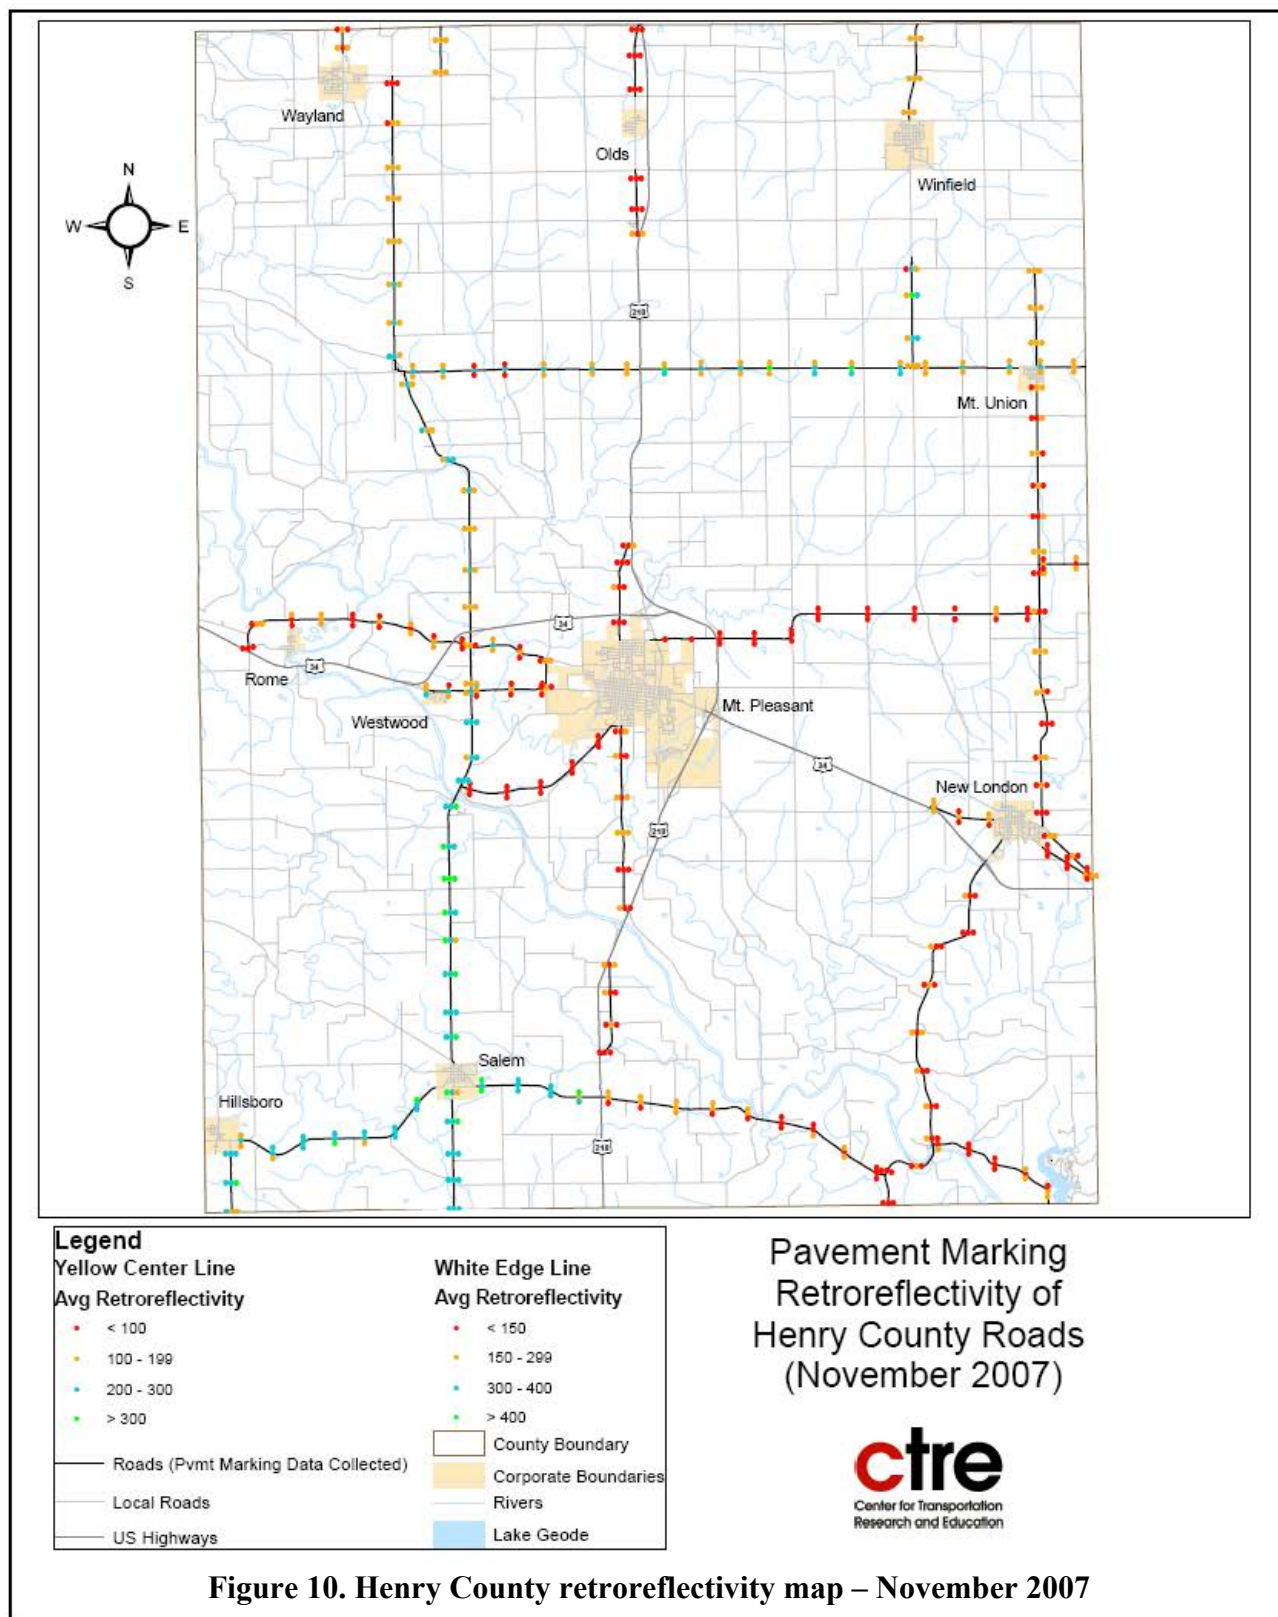 Wayland
Olds
Winfield
N
W E
S
218
Mt. Union
34
Rome
34
Westwood
Mt. Pleasant
34
New London
218
Salem
Hillsboro
218
Legend
Yellow Center Line
Avg Retroreflectivity
< 100
100 - 199
200 - 300
> 300
Roads (Pvmt Marking Data Collected)
Local Roads
US Highways
White Edge Line
Avg Retroreflectivity
< 150
150 - 299
300 - 400
> 400
County Boundary
Corporate Boundaries
Rivers
Lake Geode
Pavement Marking
Retroreflectivity of
Henry County Roads
(November 2007)
ctre
Center for Transportation
Research and Education
Figure 10. Henry County retroreflectivity map – November 2007